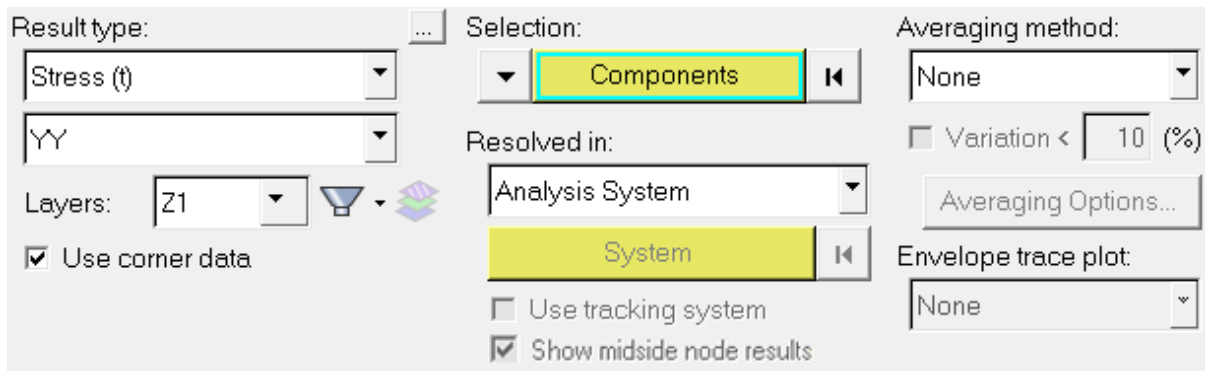 Result type:
...
Stress (t)
YY
Layers:
Z1
Use corner data
Selection:
Components
Resolved in:
Analysis System
System
Use tracking system
Show midside node results
Averaging method:
None
Variation < 10 (%)
Averaging Options...
Envelope trace plot:
None